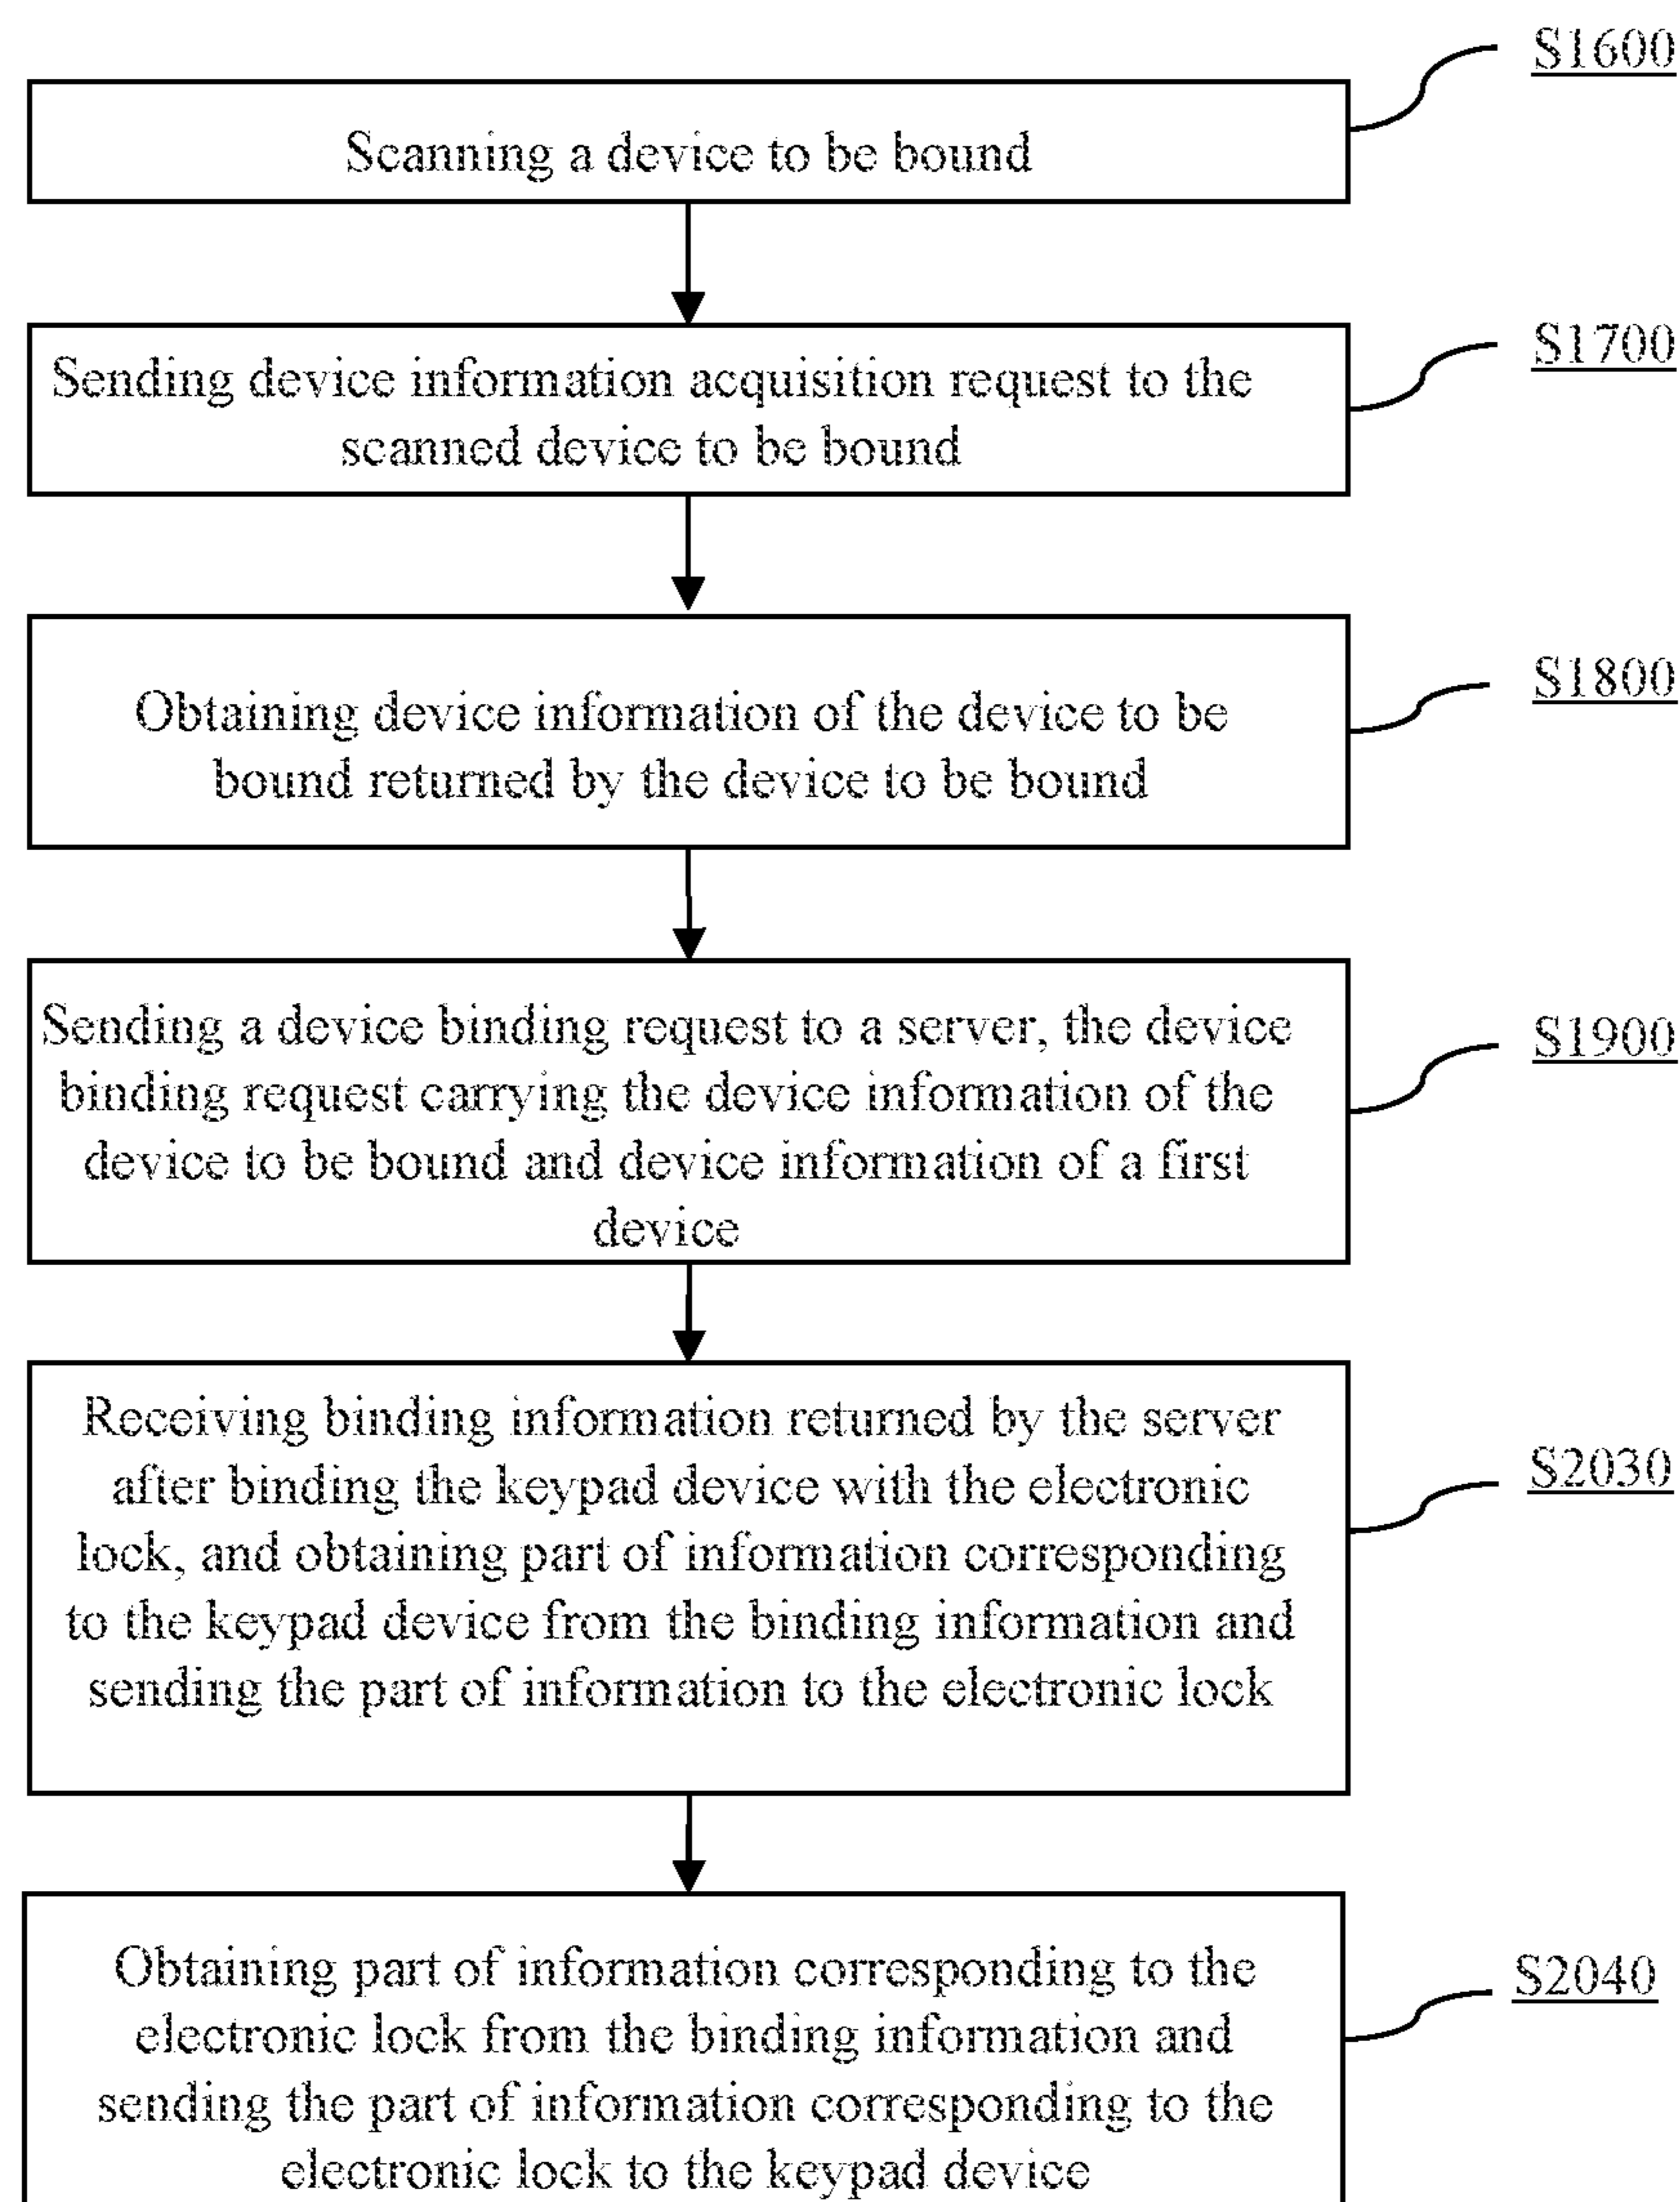 S1600
Scanning a device to be bound
S1700
Sending device information acquisition request to the
scanned device to be bound
S1800
Obtaining device information of the device to be
bound returned by the device to be bound
S1900
Sending a device binding request to a server, the device
binding request carrying the device information of the
device to be bound and device information of a first
device
S2030
Receiving binding information returned by the server
after binding the keypad device with the electronic
lock, and obtaining part of information corresponding
to the keypad device from the binding information and
sending the part of information to the electronic lock
S2040
Obtaining part of information corresponding to the
electronic lock from the binding information and
sending the part of information corresponding to the
electronic lock to the keypad device